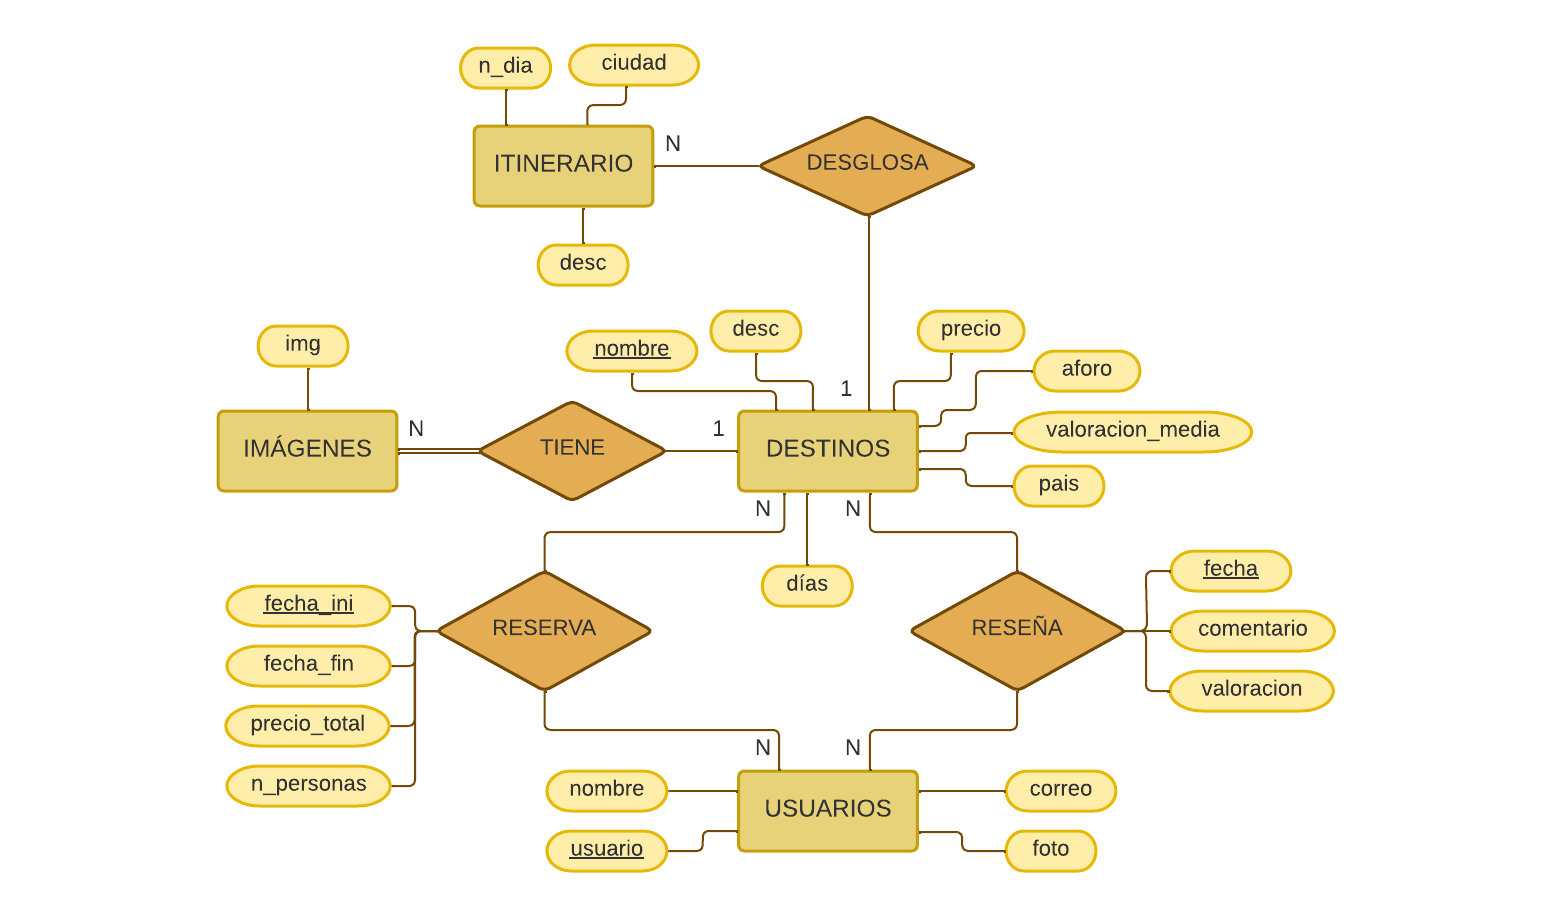 n_dia
ciudad
ITINERARIO
N
DESGLOSA
desc
img
nombre
desc
precio
aforo
1
valoracion_media
IMÁGENES
N
TIENE
1
DESTINOS
pais
N
N
días
fecha_ini
fecha_fin
precio_total
n_personas
RESERVA
RESEÑA
fecha
comentario
valoracion
N
N
nombre
usuario
USUARIOS
correo
foto